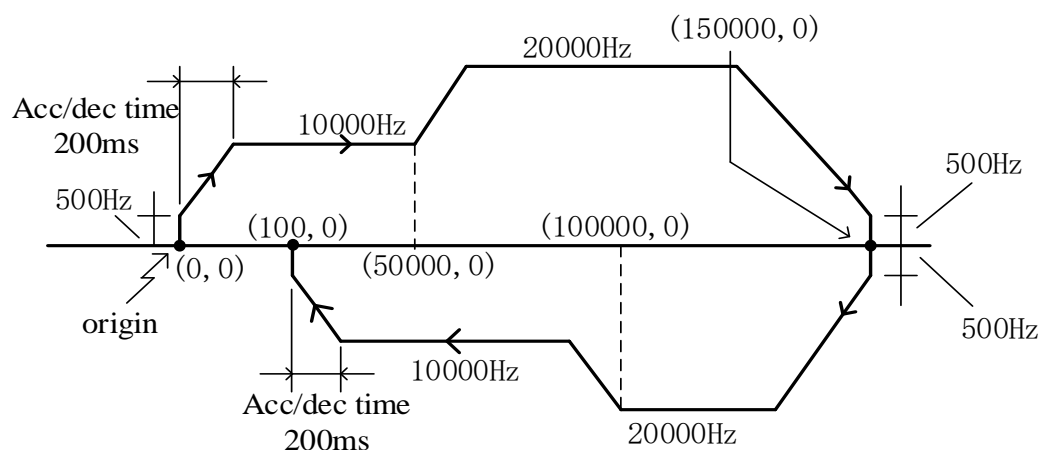 20000Hz
(150000,0)
Acc/dec time
200ms
10000Hz
500Hz
500Hz
(100,0)
(100000,0)
(0,0)
(50000,0)
origin
500Hz
10000Hz
Acc/dec time
200ms
20000Hz